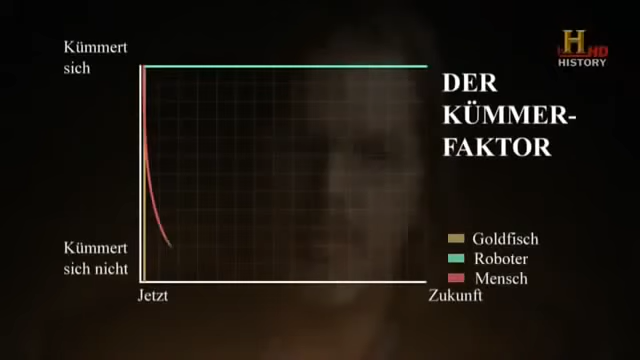 Kümmert
sich
H HD
HISTORY
DER
KÜMMER-
FAKTOR
Kümmert
sich nicht
Goldfisch
Roboter
Mensch
Jetzt
Zukunft